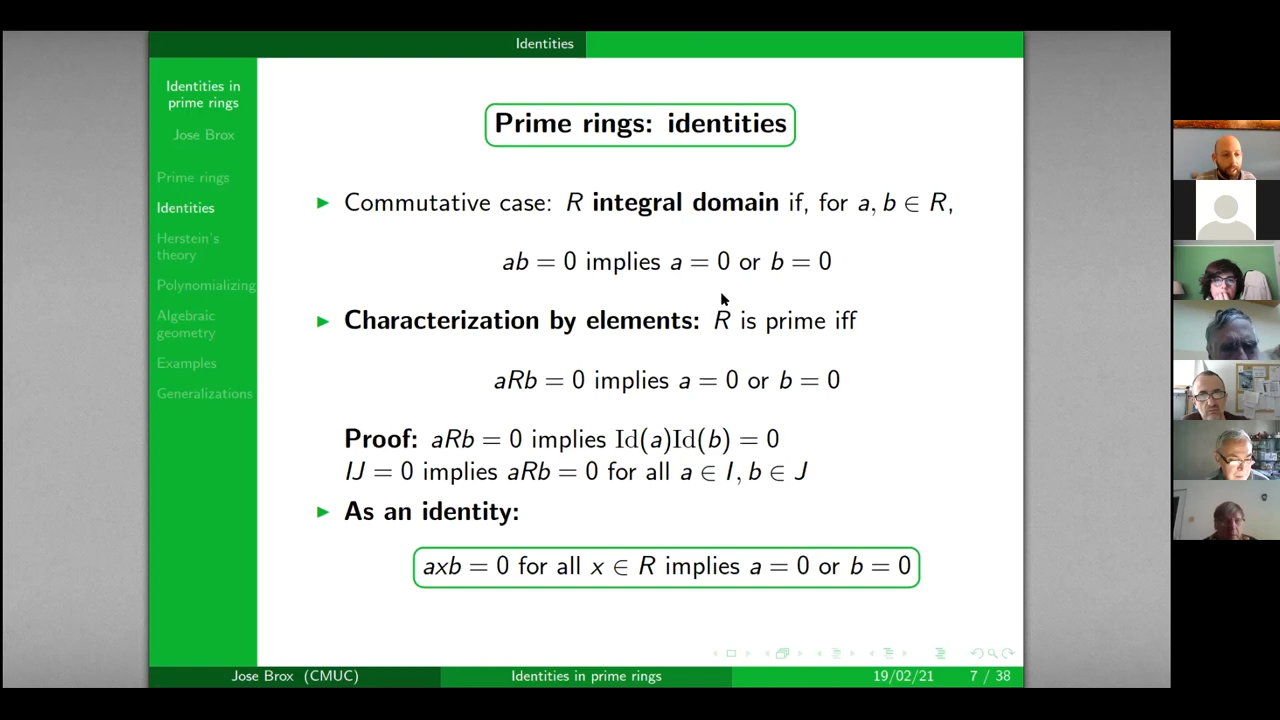 Identities
Identities in
prime rings
Jose Brox
Prime rings
Identities
Herstein's
theory
Polynomializing
Algebraic
geometry
Examples
Generalizations
Prime rings: identities
▶ Commutative case: R integral domain if, for a, b ∈ R,
ab = 0 implies a = 0 or b = 0
▶ Characterization by elements: R is prime iff
aRb = 0 implies a = 0 or b = 0
Proof: aRb = 0 implies Id(a)Id(b) = 0
IJ = 0 implies aRb = 0 for all a ∈ I, b ∈ J
▶ As an identity:
axb = 0 for all x ∈ R implies a = 0 or b = 0
Jose Brox (CMUC) Identities in prime rings 19/02/21 7 / 38